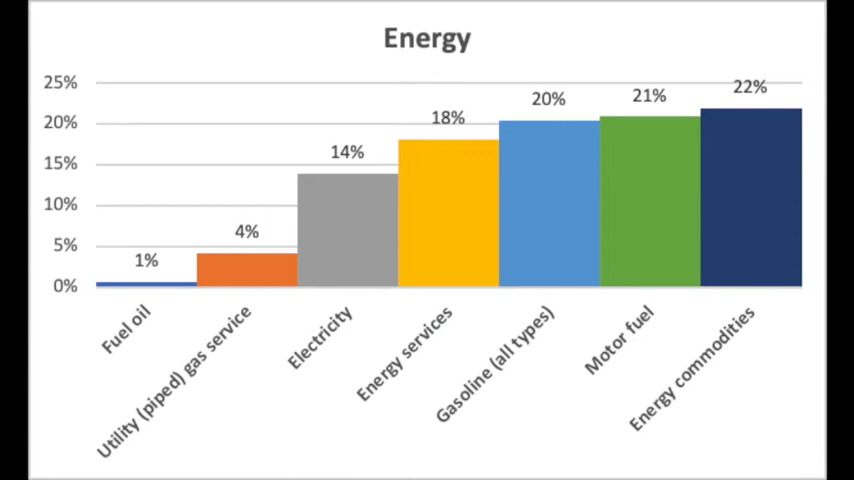 Energy
25%
20%
15%
10%
5%
0%
1%
4%
14%
18%
20%
21%
22%
Fuel oil
Utility (piped) gas service
Electricity
Energy services
Gasoline (all types)
Motor fuel
Energy commodities